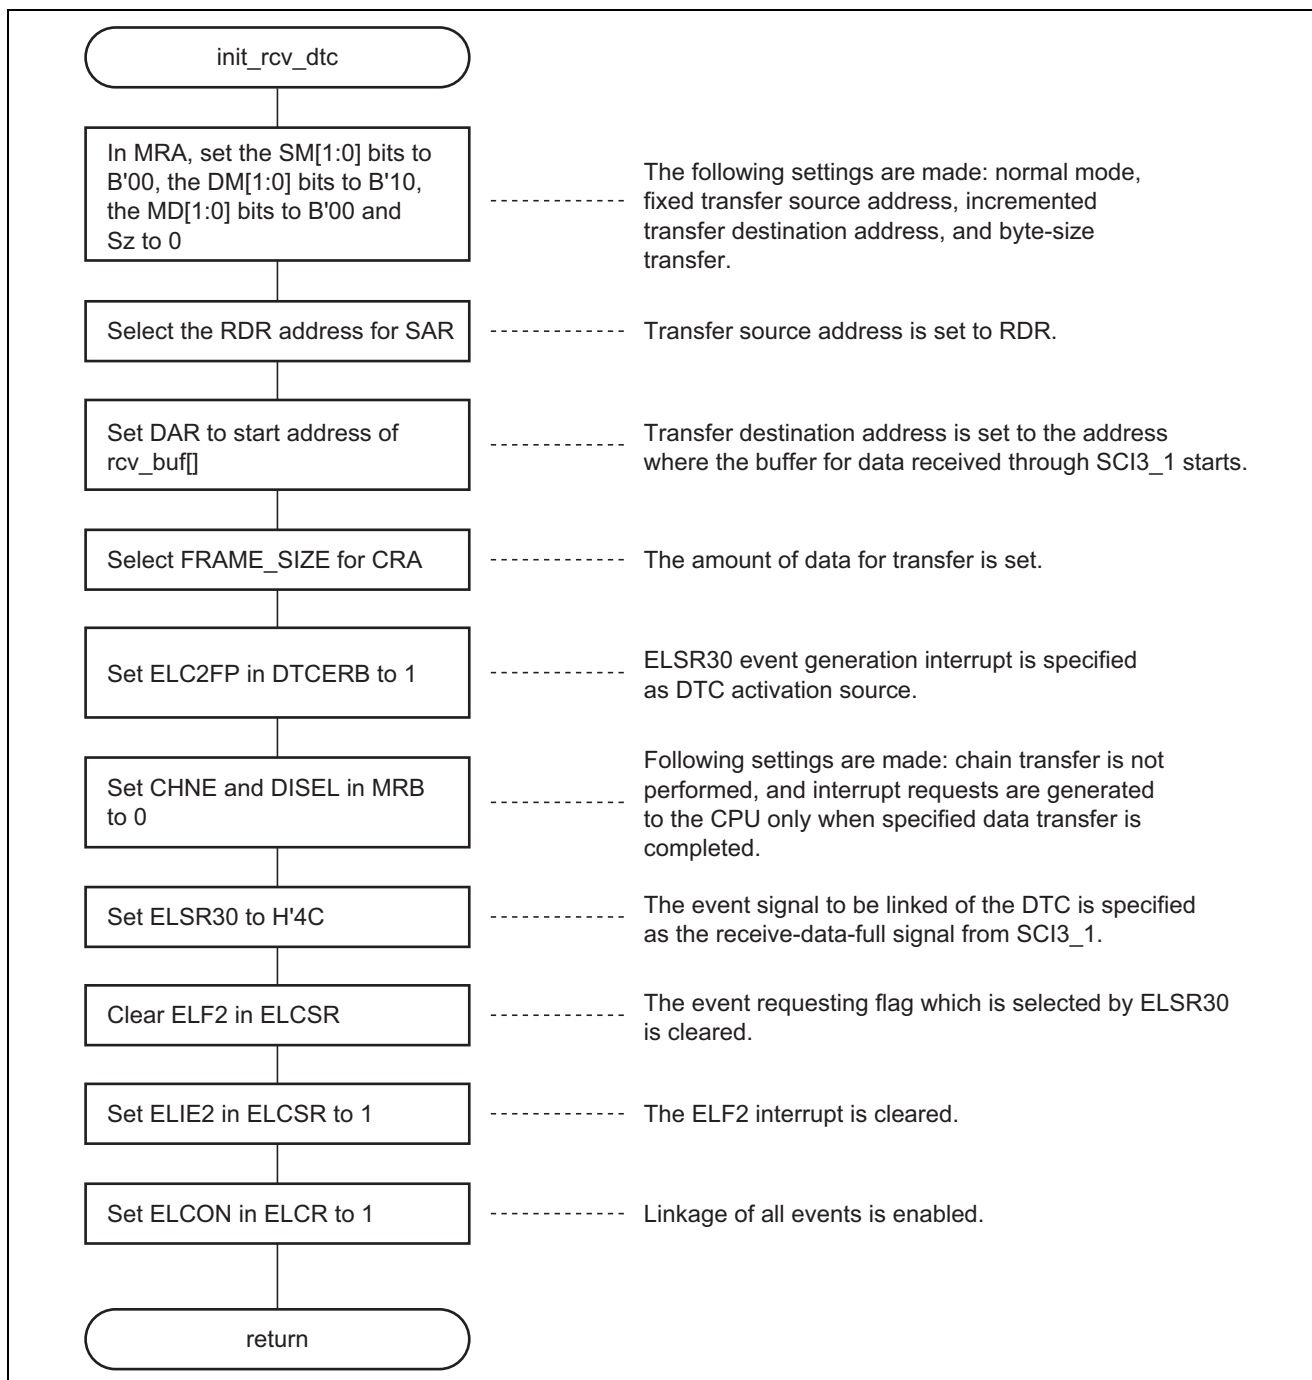 init_rcv_dtc
In MRA, set the SM[1:0] bits to
B'00, the DM[1:0] bits to B'10,
the MD[1:0] bits to B'00 and
Sz to 0
The following settings are made: normal mode,
fixed transfer source address, incremented
transfer destination address, and byte-size
transfer.
Select the RDR address for SAR
Transfer source address is set to RDR.
Set DAR to start address of
rcv_buf[]
Transfer destination address is set to the address
where the buffer for data received through SCI3_1 starts.
Select FRAME_SIZE for CRA
The amount of data for transfer is set.
Set ELC2FP in DTCERB to 1
ELSR30 event generation interrupt is specified
as DTC activation source.
Set CHNE and DISEL in MRB
to 0
Following settings are made: chain transfer is not
performed, and interrupt requests are generated
to the CPU only when specified data transfer is
completed.
Set ELSR30 to H'4C
The event signal to be linked of the DTC is specified
as the receive-data-full signal from SCI3_1.
Clear ELF2 in ELCSR
The event requesting flag which is selected by ELSR30
is cleared.
Set ELIE2 in ELCSR to 1
The ELF2 interrupt is cleared.
Set ELCON in ELCR to 1
Linkage of all events is enabled.
return